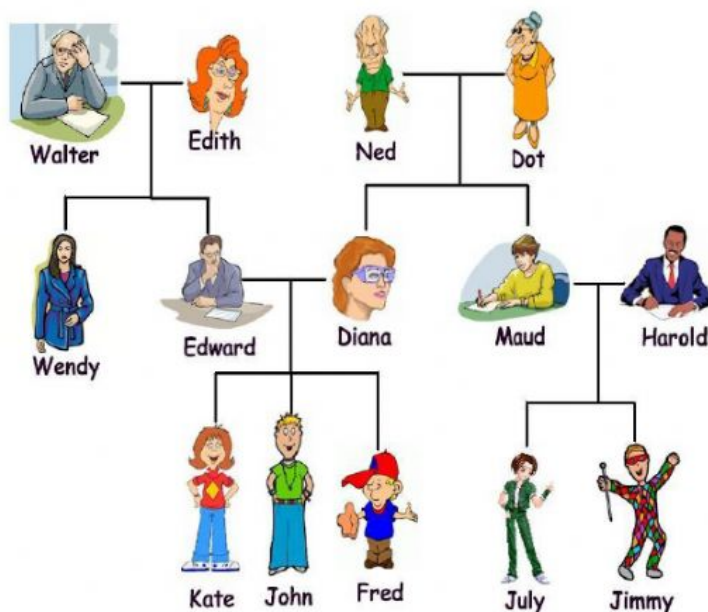 Walter
Edith
Ned
Dot
Wendy
Edward
Diana
Maud
Harold
Kate
John
Fred
July
Jimmy